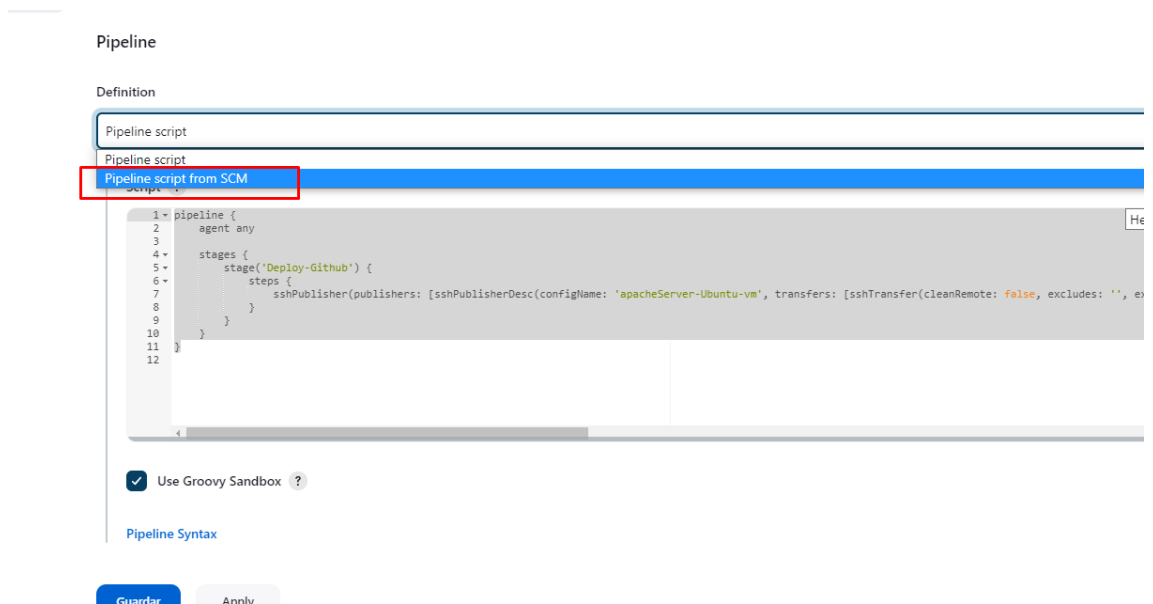 Pipeline
Definition
Pipeline script
Pipeline script
Pipeline script from SCM
Script ?
1 pipeline {
2 agent any
3
4 stages {
5 stage('Deploy-Github') {
6 steps {
7 sshPublisher(publishers: [sshPublisherDesc(configName: 'apacheServer-Ubuntu-vm', transfers: [sshTransfer(cleanRemote: false, excludes: '', ex
8 }
9 }
10 }
11 }
12
He
Use Groovy Sandbox ?
Pipeline Syntax
Guardar Apply